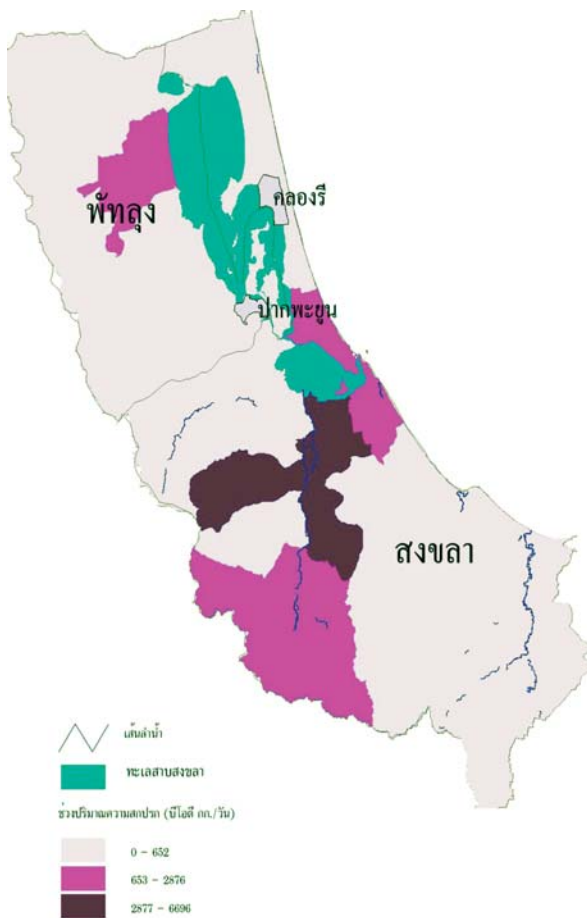 คลองรี
พัทลุง
ปากพะยูน
สงขลา
เส้นลำน้ำ
ทะเลสาบสงขลา
ช่วงปริมาณความสกปรก (บีโอดี กก./วัน)
0 - 652
653 - 2876
2877 - 6696